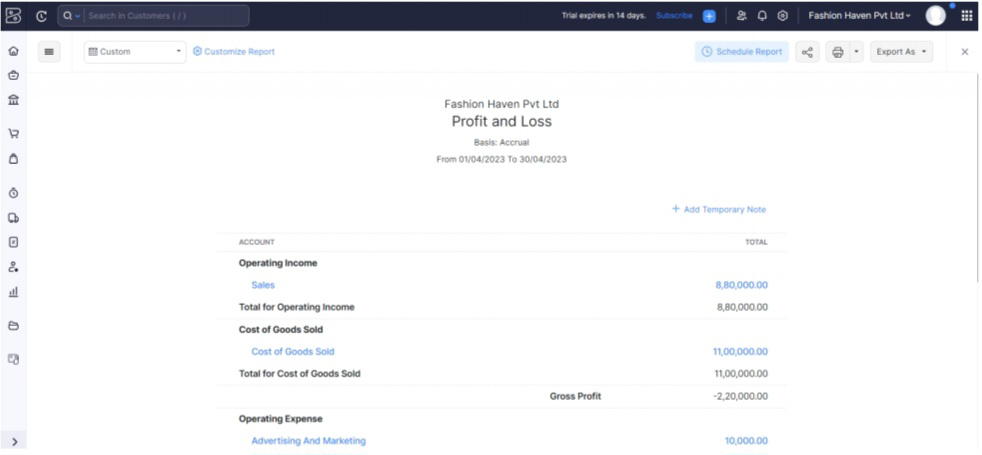 Search in Customers ( / )
Trial expires in 14 days. Subscribe
Fashion Haven Pvt Ltd
Custom
Customize Report
Schedule Report
Export As
Fashion Haven Pvt Ltd
Profit and Loss
Basis: Accrual
From 01/04/2023 To 30/04/2023
+ Add Temporary Note
ACCOUNT TOTAL
Operating Income
Sales 8,80,000.00
Total for Operating Income 8,80,000.00
Cost of Goods Sold
Cost of Goods Sold 11,00,000.00
Total for Cost of Goods Sold 11,00,000.00
Gross Profit -2,20,000.00
Operating Expense
Advertising And Marketing 10,000.00